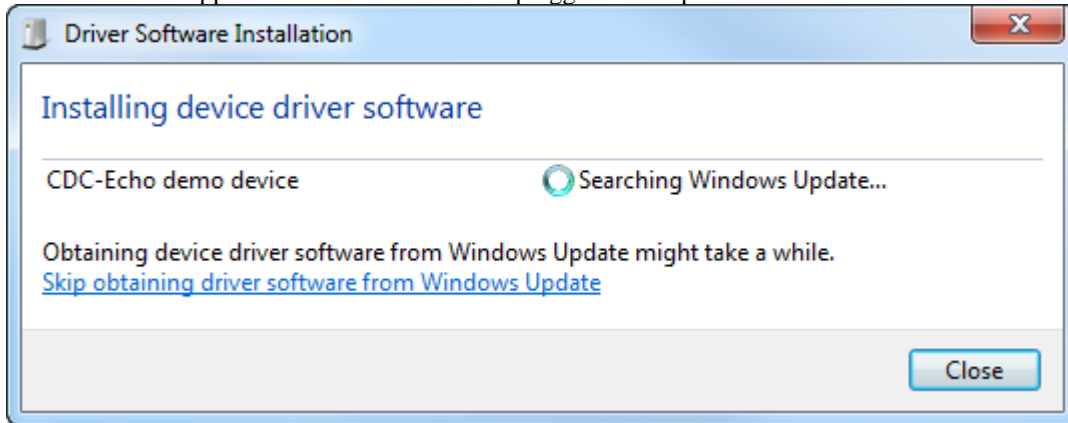 Driver Software Installation
Installing device driver software
CDC-Echo demo device Searching Windows Update...
Obtaining device driver software from Windows Update might take a while.
Skip obtaining driver software from Windows Update
Close